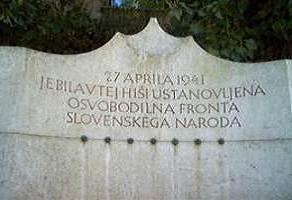 27 APRILA 1941
JE BILA V TEJ HIŠI USTANOVLJENA
OSVOBODILNA FRONTA
SLOVENSKEGA NARODA